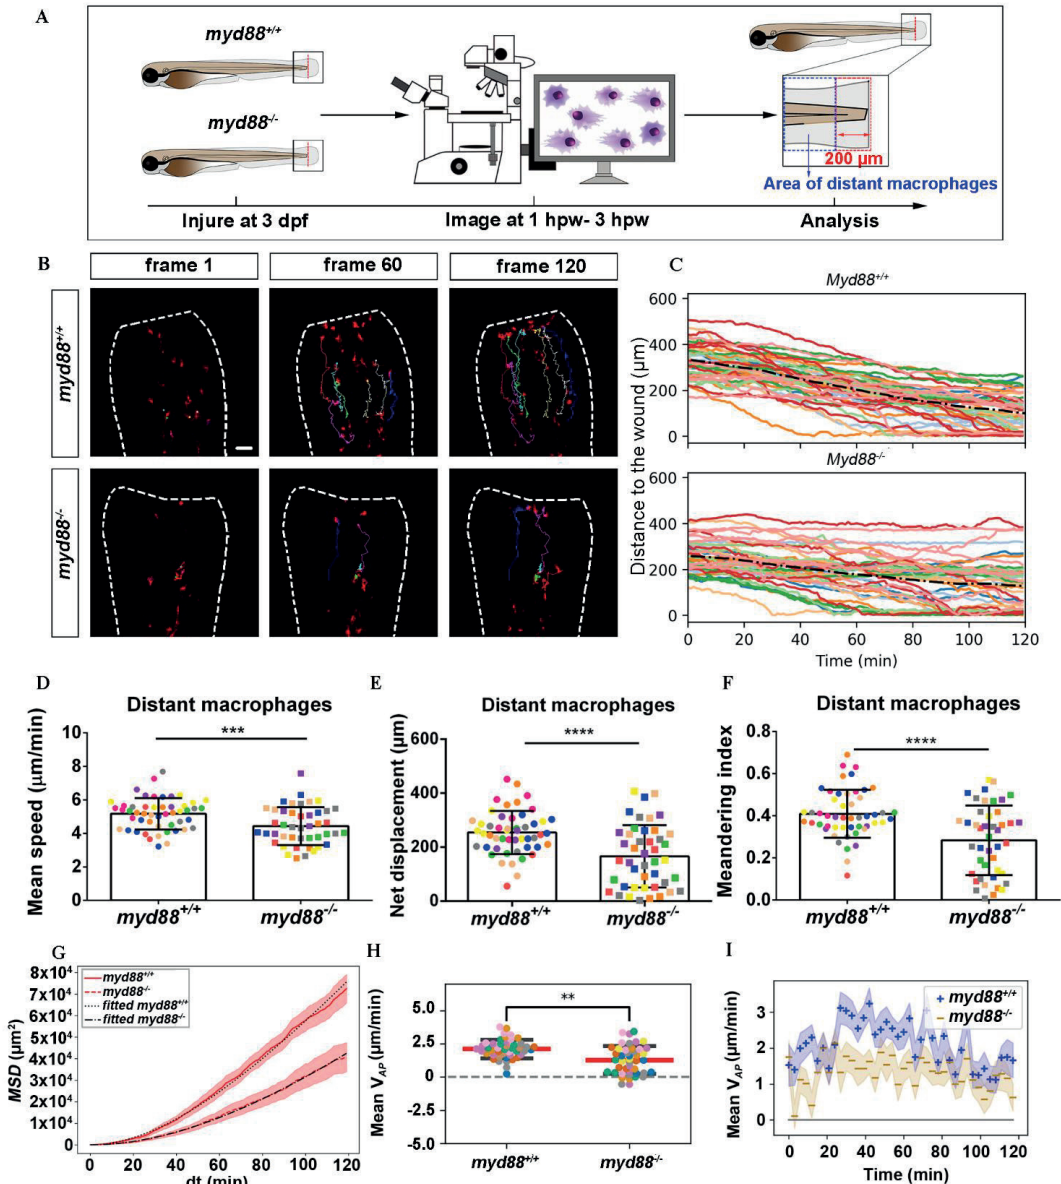 A
myd88+/+
myd88-/-
200 µm
Area of distant macrophages
Injure at 3 dpf
Image at 1 hpw- 3 hpw
Analysis
B
frame 1
frame 60
frame 120
myd88+/+
myd88-/-
C
Myd88+/+
600
400
200
0
Myd88-/-
600
400
200
0
Distance to the wound (µm)
0
20
40
60
80
100
120
Time (min)
D
Distant macrophages
***
Mean speed (µm/min)
10
8
6
4
2
0
myd88+/+
myd88-/-
E
Distant macrophages
****
Net displacement (µm)
600
400
200
0
myd88+/+
myd88-/-
F
Distant macrophages
****
Meandering index
0.8
0.6
0.4
0.2
0.0
myd88+/+
myd88-/-
G
8x10⁴
7x10⁴
6x10⁴
5x10⁴
4x10⁴
3x10⁴
2x10⁴
1x10⁴
0
MSD (µm²)
myd88+/+
myd88-/-
fitted myd88+/+
fitted myd88-/-
0
20
40
60
80
100
120
dt (min)
H
**
Mean V_AP (µm/min)
5.0
2.5
0
-2.5
-5.0
myd88+/+
myd88-/-
I
Mean V_AP (µm/min)
3
2
1
0
myd88+/+
myd88-/-
0
20
40
60
80
100
120
Time (min)